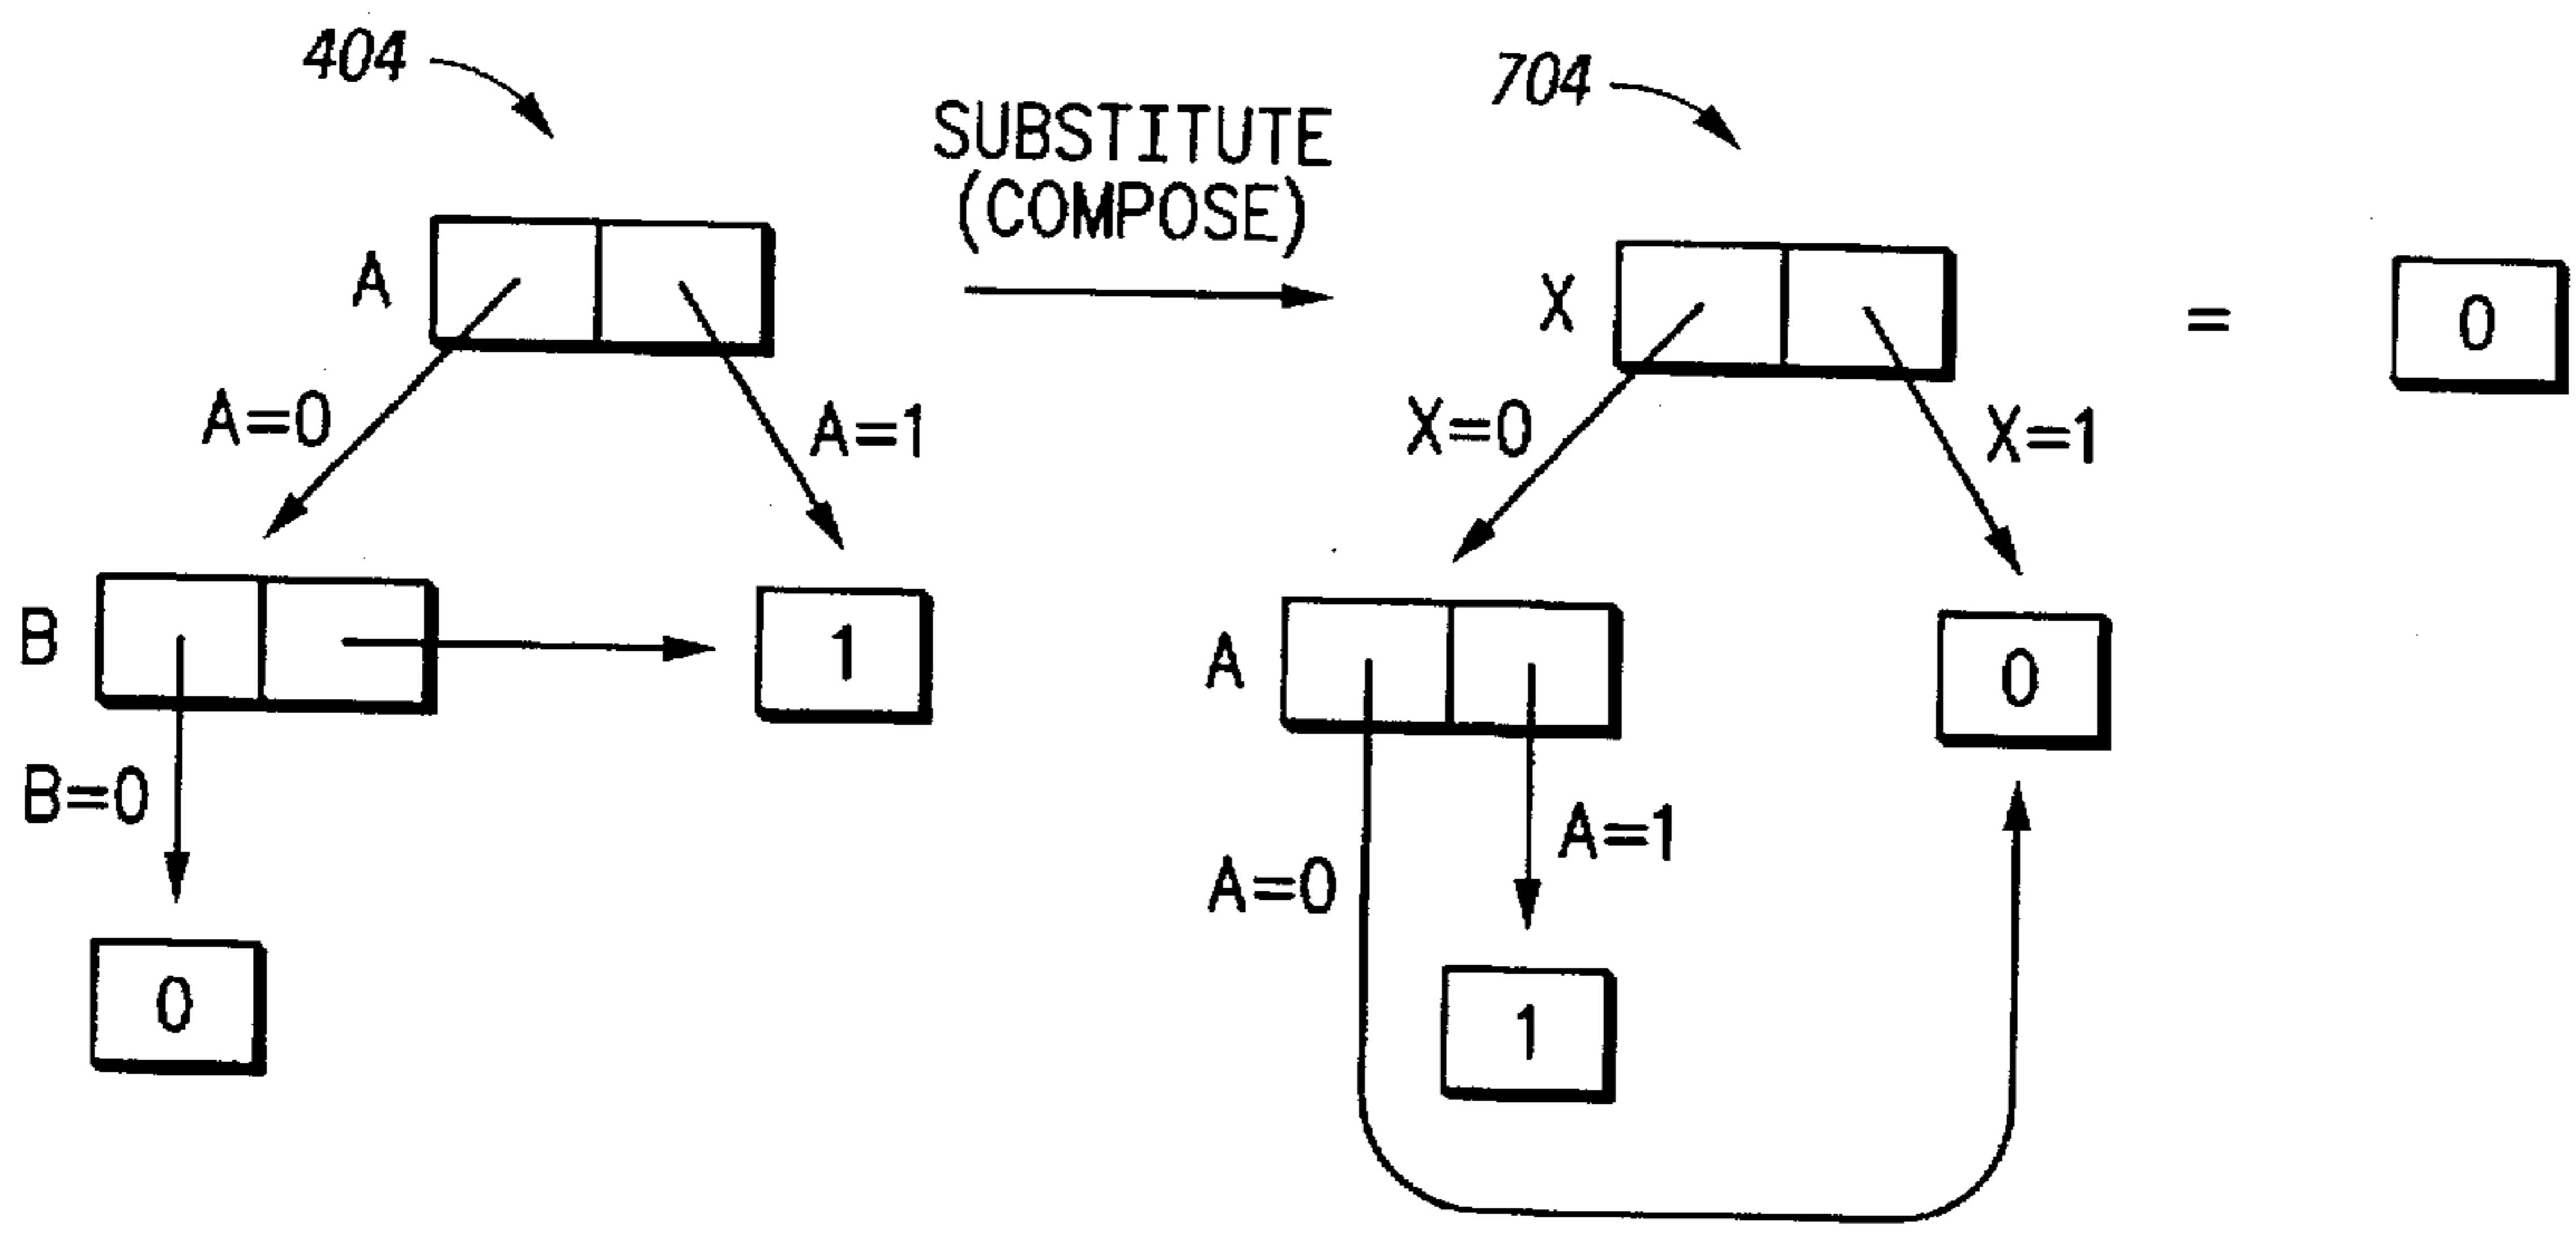 404
704
SUBSTITUTE
(COMPOSE)
A
X
=
0
A=0
A=1
X=0
X=1
B
1
A
0
B=0
A=0
A=1
0
1